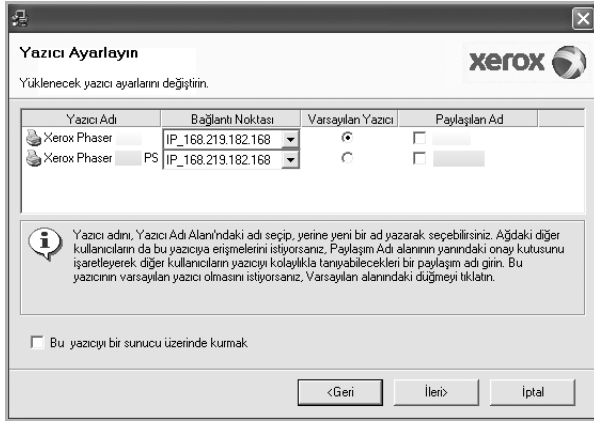 Yazıcı Ayarlayın
xerox
Yüklenecek yazıcı ayarlarını değiştirin.
Yazıcı Adı Bağlantı Noktası Varsayılan Yazıcı Paylaşılan Ad
Xerox Phaser IP_168.219.182.168
Xerox Phaser PS IP_168.219.182.168
Yazıcı adını, Yazıcı Adı Alanı'ndaki adı seçip, yerine yeni bir ad yazarak seçebilirsiniz. Ağdaki diğer
kullanıcıların da bu yazıcıya erişmelerini istiyorsanız, Paylaşım Adı alanının yanındaki onay kutusunu
işaretleyerek diğer kullanıcıların yazıcıyı kolaylıkla tanıyabilecekleri bir paylaşım adı girin. Bu
yazıcının varsayılan yazıcı olmasını istiyorsanız, Varsayılan alanındaki düğmeyi tıklatın.
Bu yazıcıyı bir sunucu üzerinde kurmak
<Geri İleri> İptal